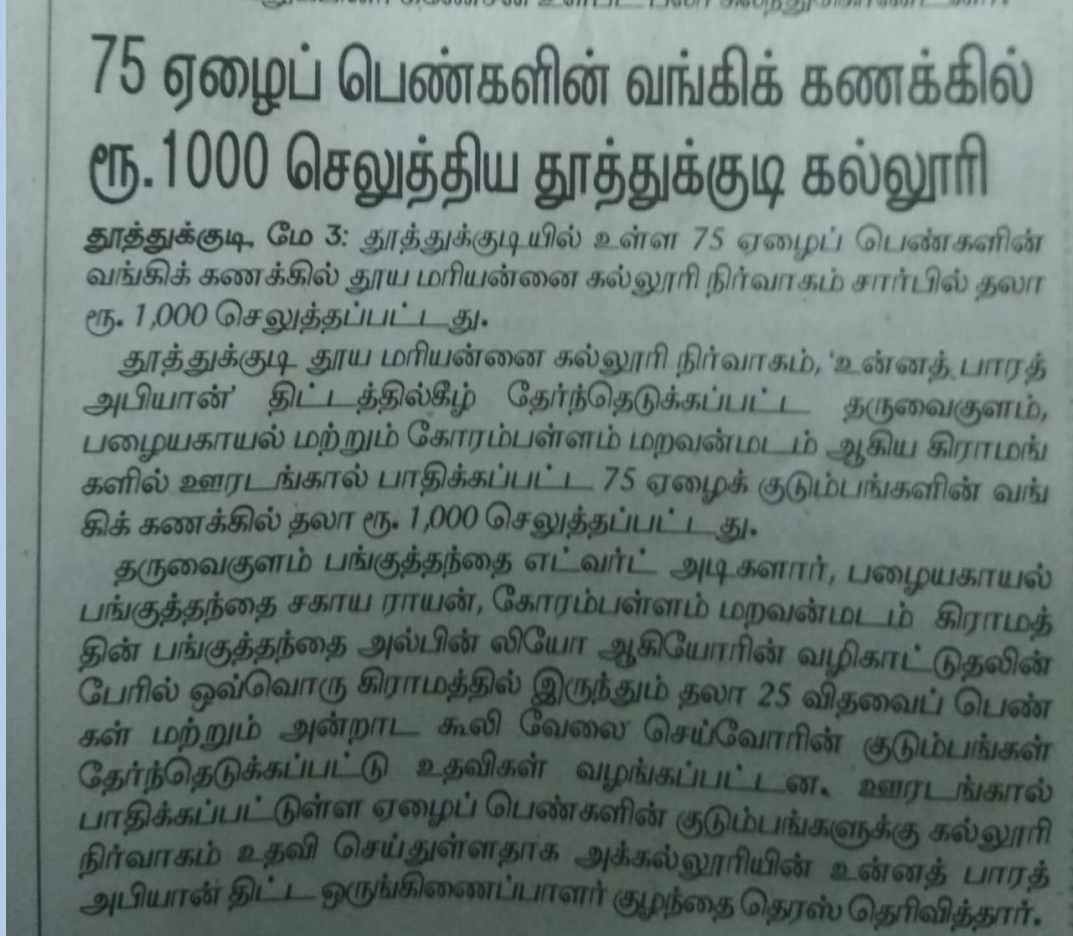 75 ஏழைப் பெண்களின் வங்கிக் கணக்கில்
ரூ.1000 செலுத்திய தூத்துக்குடி கல்லூரி
தூத்துக்குடி, மே 3: தூத்துக்குடியில் உள்ள 75 ஏழைப் பெண்களின்
வங்கிக் கணக்கில் தூய மரியன்னை கல்லூரி நிர்வாகம் சார்பில் தலா
ரூ. 1,000 செலுத்தப்பட்டது.
தூத்துக்குடி தூய மரியன்னை கல்லூரி நிர்வாகம், 'உன்னத் பாரத்
அபியான்' திட்டத்தில்கீழ் தேர்ந்தெடுக்கப்பட்ட தருவைகுளம்,
பழையகாயல் மற்றும் கோரம்பள்ளம் மறவன்மடம் ஆகிய கிராமங்
களில் ஊரடங்கால் பாதிக்கப்பட்ட 75 ஏழைக் குடும்பங்களின் வங்
கிக் கணக்கில் தலா ரூ. 1,000 செலுத்தப்பட்டது.
தருவைகுளம் பங்குத்தந்தை எட்வர்ட் அடிகளார், பழையகாயல்
பங்குத்தந்தை சகாய ராயன், கோரம்பள்ளம் மறவன்மடம் கிராமத்
தின் பங்குத்தந்தை அல்பின் லியோ ஆகியோரின் வழிகாட்டுதலின்
பேரில் ஒவ்வொரு கிராமத்தில் இருந்தும் தலா 25 விதவைப் பெண்
கள் மற்றும் அன்றாட கூலி வேலை செய்வோரின் குடும்பங்கள்
தேர்ந்தெடுக்கப்பட்டு உதவிகள் வழங்கப்பட்டன. ஊரடங்கால்
பாதிக்கப்பட்டுள்ள ஏழைப் பெண்களின் குடும்பங்களுக்கு கல்லூரி
நிர்வாகம் உதவி செய்துள்ளதாக அக்கல்லூரியின் உன்னத் பாரத்
அபியான் திட்ட ஒருங்கிணைப்பாளர் குழந்தை தெரஸ் தெரிவித்தார்.